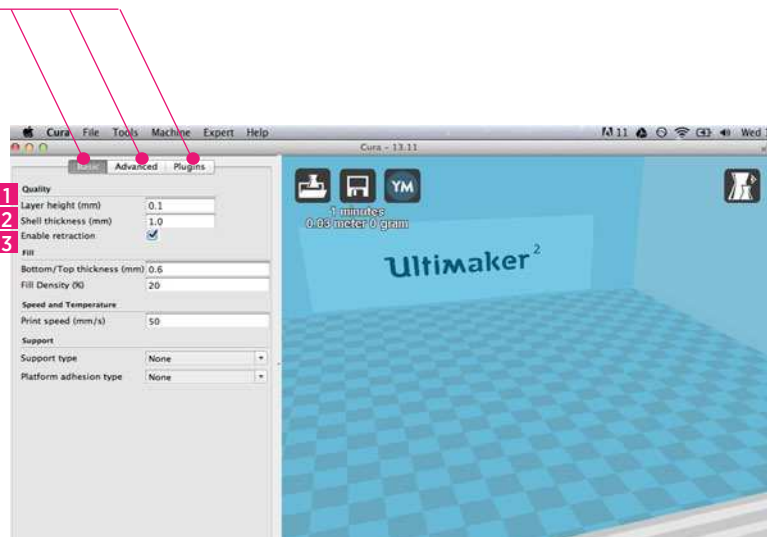 Cura File Tools Machine Expert Help
11
Wed
Cura - 13.11
Basic Advanced Plugins
1
Quality
Layer height (mm) 0.1
2
Shell thickness (mm) 1.0
3
Enable retraction
Fill
Bottom/Top thickness (mm) 0.6
Fill Density (%) 20
Speed and Temperature
Print speed (mm/s) 50
Support
Support type None
Platform adhesion type None
YM
1 minutes
0.03 meter 0 gram
Ultimaker²